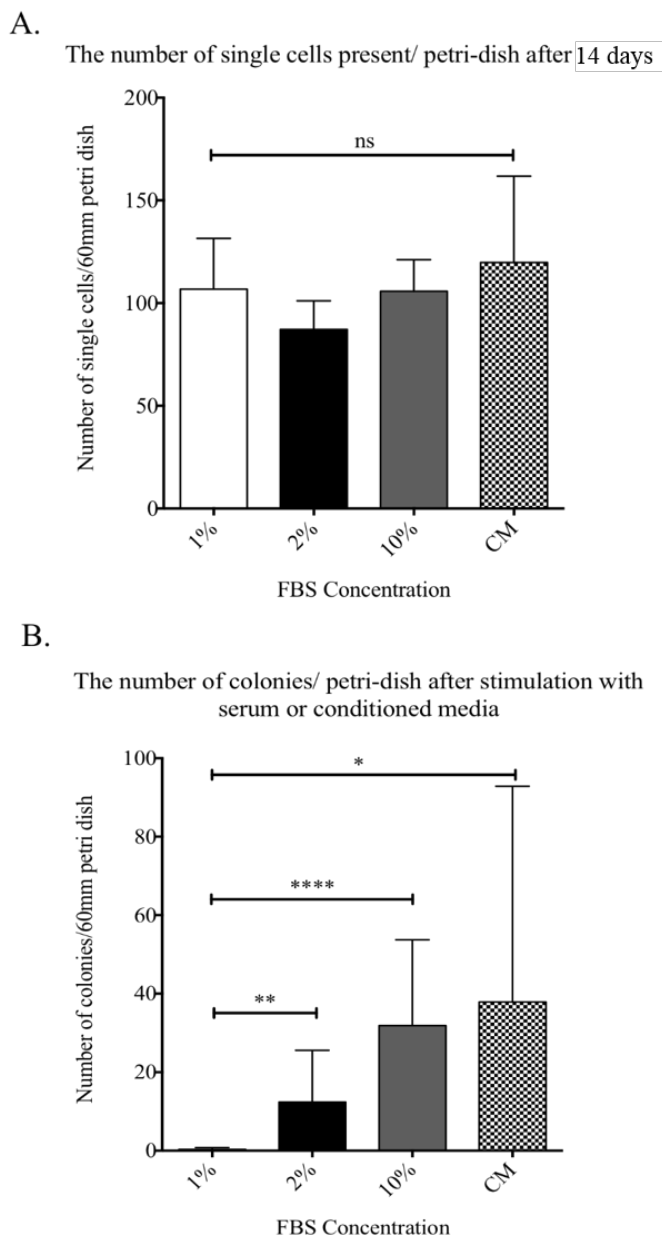 A.
The number of single cells present/ petri-dish after 14 days
Number of single cells/60mm petri dish
200
150
100
50
0
ns
1%
2%
10%
CM
FBS Concentration
B.
The number of colonies/ petri-dish after stimulation with
serum or conditioned media
Number of colonies/60mm petri dish
100
80
60
40
20
0
*
****
**
1%
2%
10%
CM
FBS Concentration